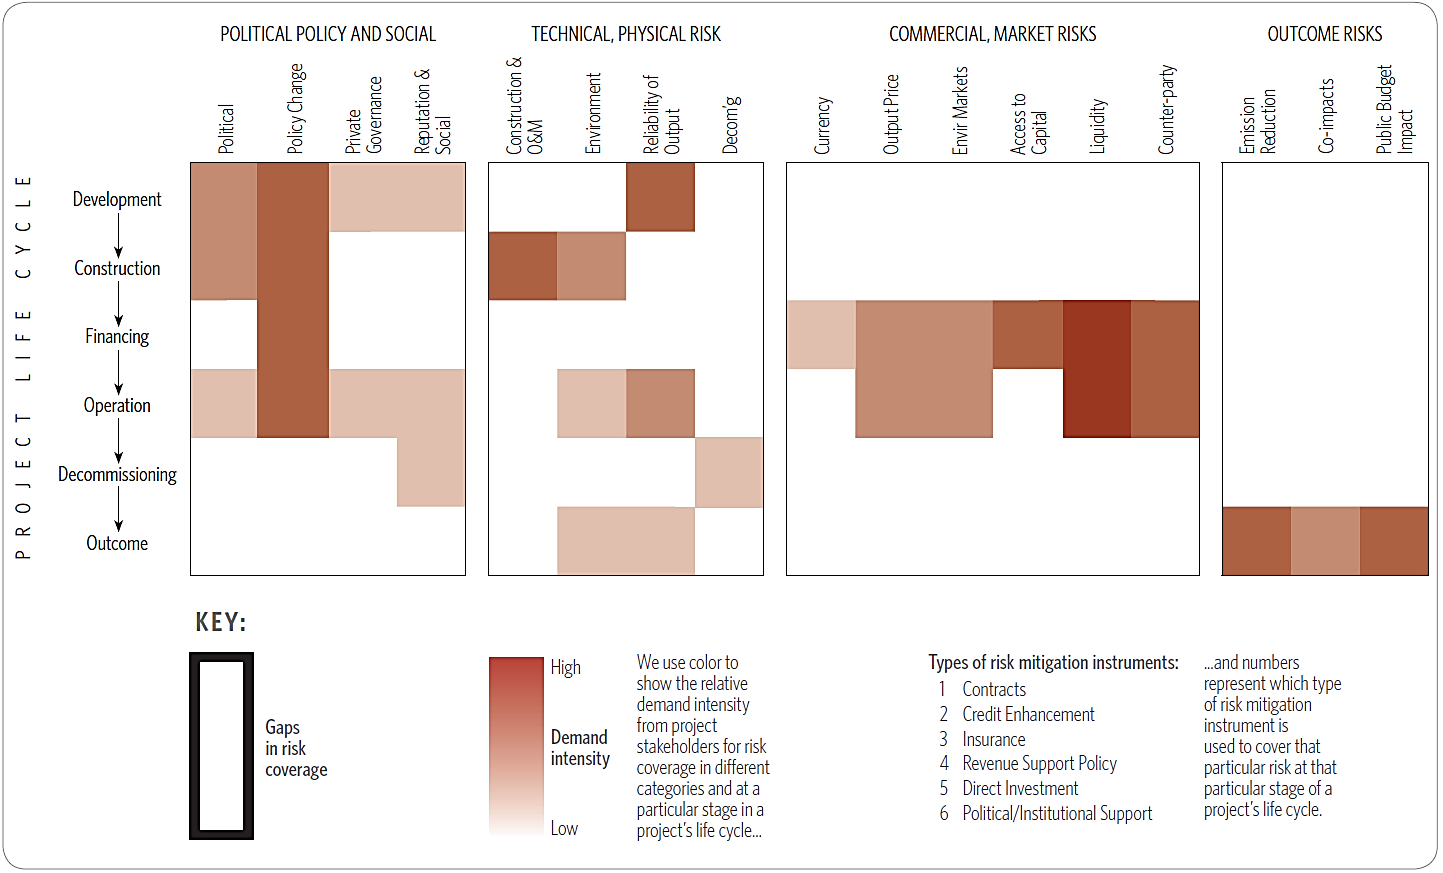 POLITICAL POLICY AND SOCIAL
TECHNICAL, PHYSICAL RISK
COMMERCIAL, MARKET RISKS
OUTCOME RISKS
Political
Policy Change
Private
Governance
Reputation &
Social
Construction &
O&M
Environment
Reliability of
Output
Decom'g
Currency
Output Price
Envir Markets
Access to
Capital
Liquidity
Counter-party
Emission
Reduction
Co-impacts
Public Budget
Impact
PROJECT LIFE CYCLE
Development
Construction
Financing
Operation
Decommissioning
Outcome
KEY:
Gaps
in risk
coverage
High
Demand
intensity
Low
We use color to
show the relative
demand intensity
from project
stakeholders for risk
coverage in different
categories and at a
particular stage in a
project's life cycle...
Types of risk mitigation instruments:
1 Contracts
2 Credit Enhancement
3 Insurance
4 Revenue Support Policy
5 Direct Investment
6 Political/Institutional Support
...and numbers
represent which type
of risk mitigation
instrument is
used to cover that
particular risk at that
particular stage of a
project's life cycle.